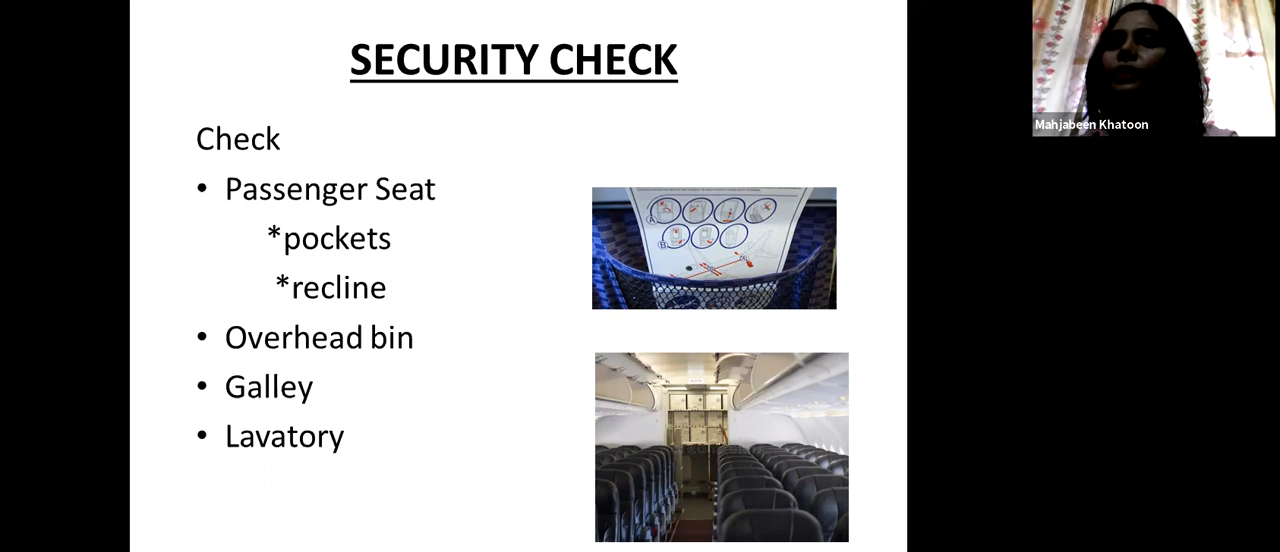 SECURITY CHECK
Check
• Passenger Seat
*pockets
*recline
• Overhead bin
• Galley
• Lavatory
Mahjabeen Khatoon
A
B